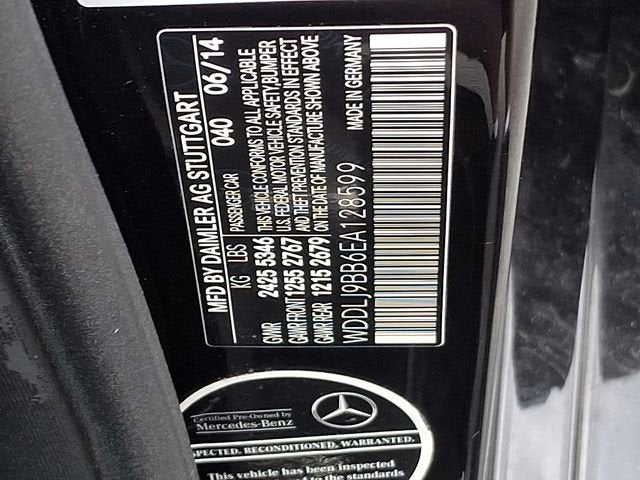 MFD BY DAIMLER AG STUTTGART
040 06/14
KG LBS PASSENGER CAR
GVWR 2425 5346 THIS VEHICLE CONFORMS TO ALL APPLICABLE
GAWR FRONT 1255 2767 U.S. FEDERAL MOTOR VEHICLE SAFETY, BUMPER
GAWR REAR 1215 2679 AND THEFT PREVENTION STANDARDS IN EFFECT
ON THE DATE OF MANUFACTURE SHOWN ABOVE
WDDLJ9BB6EA128599 MADE IN GERMANY
Certified Pre-Owned by
Mercedes-Benz
SPECTED. RECONDITIONED. WARRANTED.
This vehicle has been inspected
to the standards